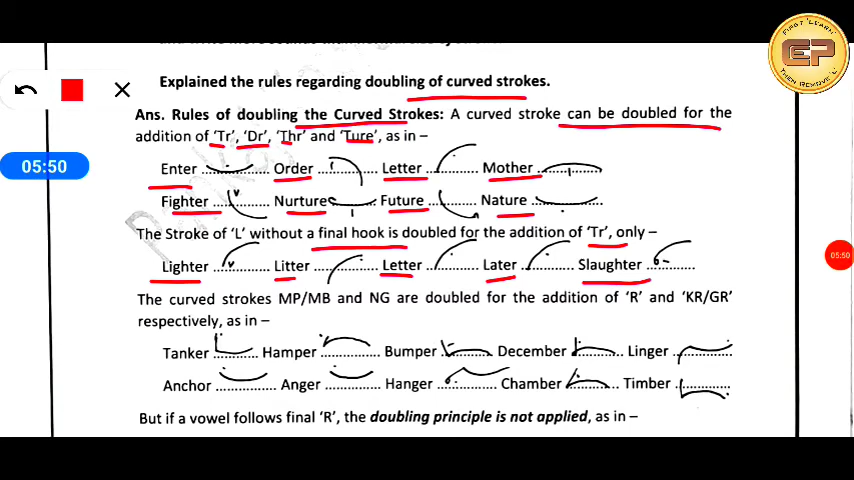 FIRST 'LEARN'
EP
THEN REMOVE 'L'
Explained the rules regarding doubling of curved strokes.
Ans. Rules of doubling the Curved Strokes: A curved stroke can be doubled for the
addition of 'Tr', 'Dr', 'Thr' and 'Ture', as in –
05:50
Enter Order Letter Mother
Fighter Nurture Future Nature
The Stroke of 'L' without a final hook is doubled for the addition of 'Tr', only –
05:50
Lighter Litter Letter Later Slaughter
The curved strokes MP/MB and NG are doubled for the addition of 'R' and 'KR/GR'
respectively, as in –
Tanker Hamper Bumper December Linger
Anchor Anger Hanger Chamber Timber
But if a vowel follows final 'R', the doubling principle is not applied, as in –